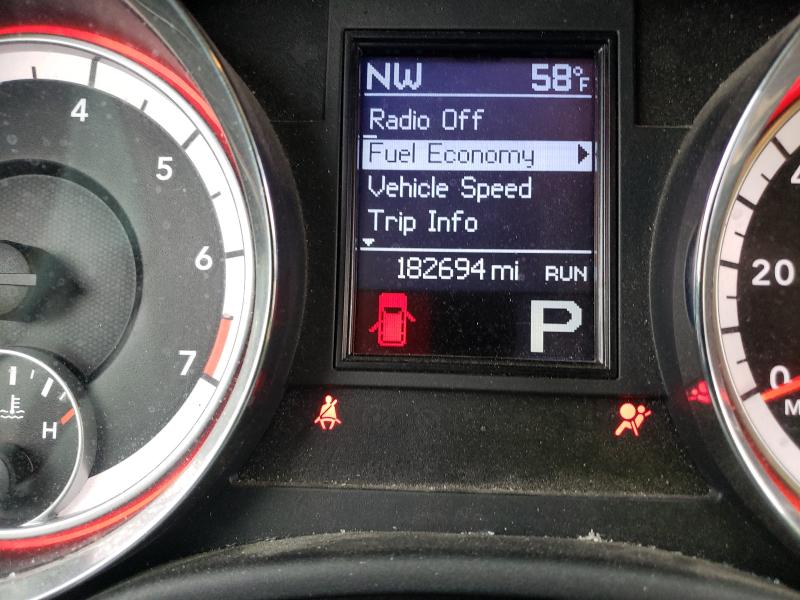 NW 58°F
Radio Off
Fuel Economy
Vehicle Speed
Trip Info
182694 mi RUN
P
4
5
6
7
H
20
0